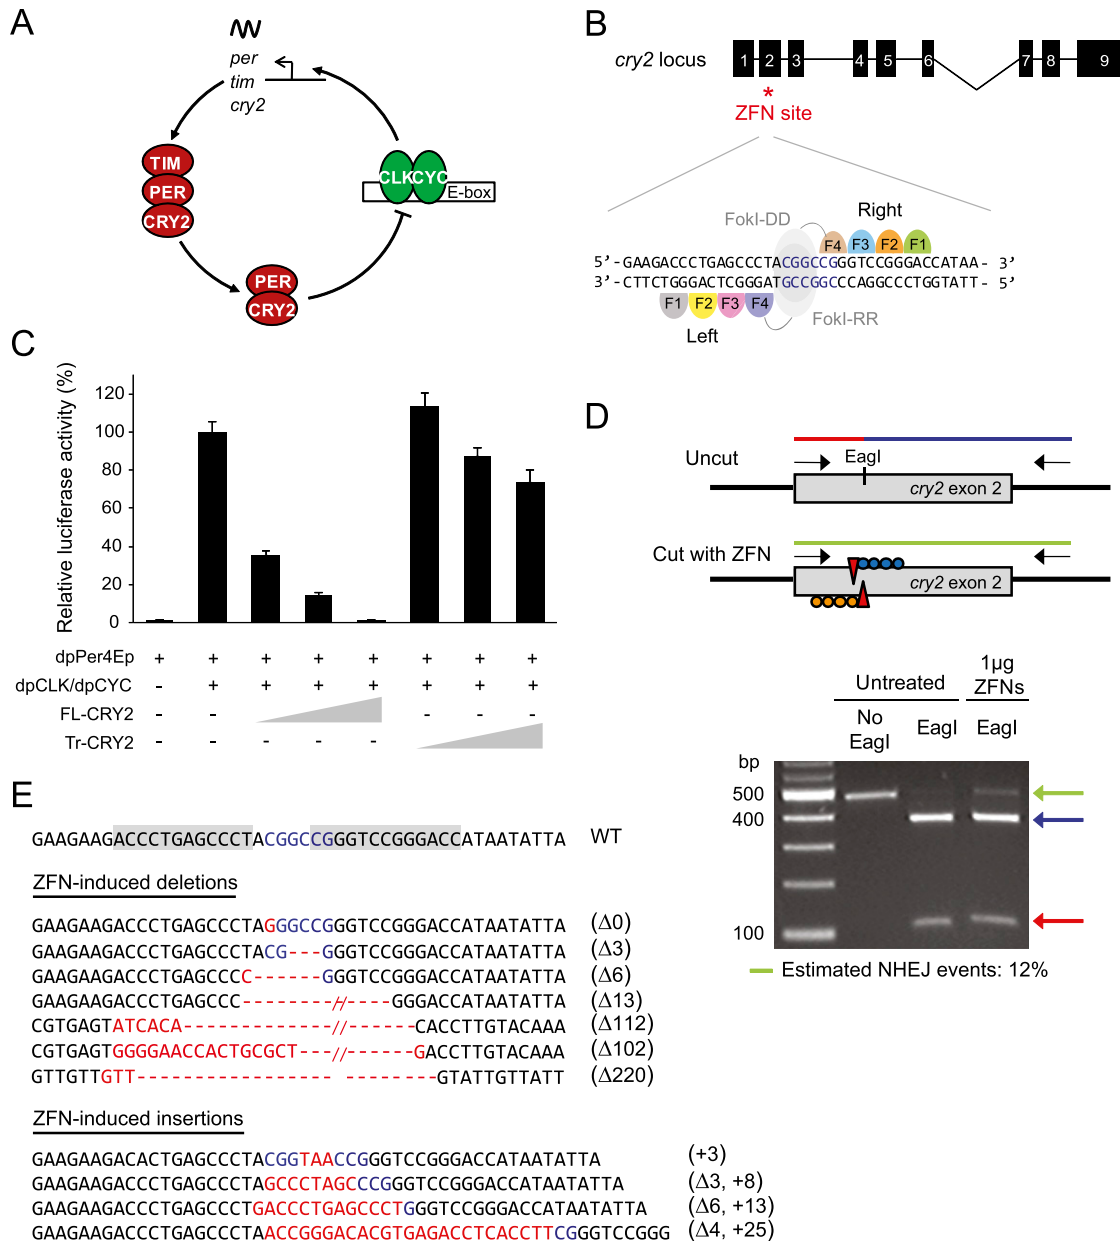 A
per
tim
cry2
TIM
PER
CRY2
PER
CRY2
CLK
CYC
E-box
B
cry2 locus
1 2 3 4 5 6 7 8 9
*
ZFN site
FokI-DD
Right
F4 F3 F2 F1
5’ -GAAGACCCTGAGCCCTACGGCCGGGTCCGGGACCATAA- 3’
3’ -CTTCTGGGACTCGGGATGCCGGCCCAGGCCCTGGTATT- 5’
F1 F2 F3 F4
FokI-RR
Left
C
Relative luciferase activity (%)
120
100
80
60
40
20
0
dpPer4Ep + + + + + + + +
dpCLK/dpCYC - + + + + + + +
FL-CRY2 - - - - -
Tr-CRY2 - - - - -
D
Uncut
EagI
cry2 exon 2
Cut with ZFN
cry2 exon 2
Untreated
1μg ZFNs
No EagI
EagI
EagI
bp
500
400
100
Estimated NHEJ events: 12%
E
GAAGAAGACCCTGAGCCCTACGGCCGGGTCCGGGACCATAATATTA WT
ZFN-induced deletions
GAAGAAGACCCTGAGCCCTAGGGCCGGGTCCGGGACCATAATATTA (Δ0)
GAAGAAGACCCTGAGCCCTACG---GGGTCCGGGACCATAATATTA (Δ3)
GAAGAAGACCCTGAGCCCC------GGGTCCGGGACCATAATATTA (Δ6)
GAAGAAGACCCTGAGCCC--------//----GGGACCATAATATTA (Δ13)
CGTGAGTATCACA-------------//------CACCTTGTACAAA (Δ112)
CGTGAGTGGGGAACCACTGCGCT---//------GACCTTGTACAAA (Δ102)
GTTGTTGTT----------------- ---------GTATTGTTATT (Δ220)
ZFN-induced insertions
GAAGAAGACACTGAGCCCTACGGTAACCGGGTCCGGGACCATAATATTA (+3)
GAAGAAGACCCTGAGCCCTAGCCCTAGCCCGGGTCCGGGACCATAATATTA (Δ3, +8)
GAAGAAGACCCTGAGCCCTGACCCTGAGCCCTGGGTCCGGGACCATAATATTA (Δ6, +13)
GAAGAAGACCCTGAGCCCTAACCGGGACACGTGAGACCTCACCTTCGGGTCCGGG (Δ4, +25)